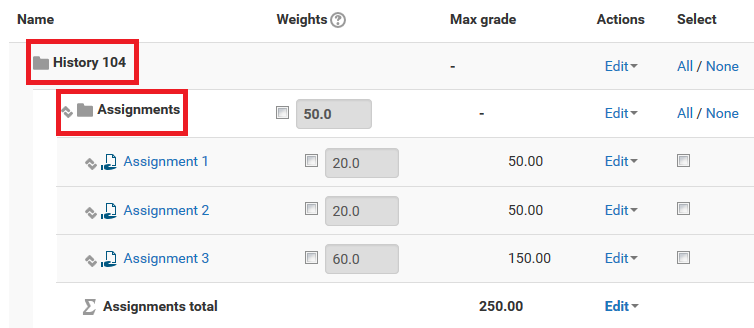 Name Weights ? Max grade Actions Select
History 104 - Edit All / None
Assignments 50.0 - Edit All / None
Assignment 1 20.0 50.00 Edit
Assignment 2 20.0 50.00 Edit
Assignment 3 60.0 150.00 Edit
Σ Assignments total 250.00 Edit